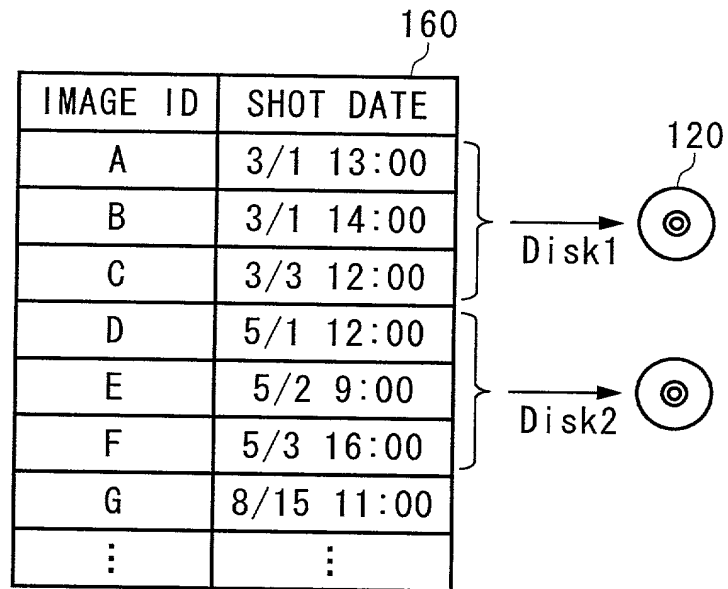 160
IMAGE ID SHOT DATE
A 3/1 13:00
B 3/1 14:00
C 3/3 12:00
D 5/1 12:00
E 5/2 9:00
F 5/3 16:00
G 8/15 11:00
⋮ ⋮
120
Disk1
Disk2